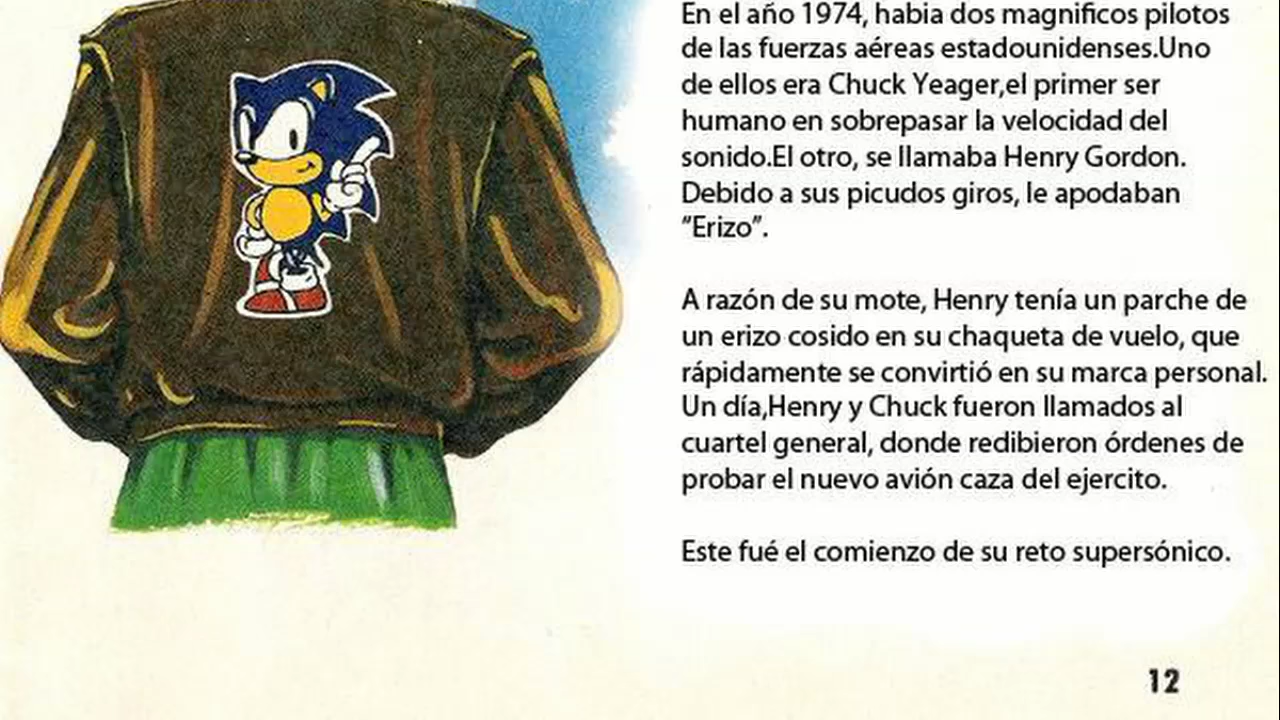 En el año 1974, habia dos magnificos pilotos
de las fuerzas aéreas estadounidenses.Uno
de ellos era Chuck Yeager,el primer ser
humano en sobrepasar la velocidad del
sonido.El otro, se llamaba Henry Gordon.
Debido a sus picudos giros, le apodaban
"Erizo".
A razón de su mote, Henry tenía un parche de
un erizo cosido en su chaqueta de vuelo, que
rápidamente se convirtió en su marca personal.
Un día,Henry y Chuck fueron llamados al
cuartel general, donde redibieron órdenes de
probar el nuevo avión caza del ejercito.
Este fué el comienzo de su reto supersónico.
12